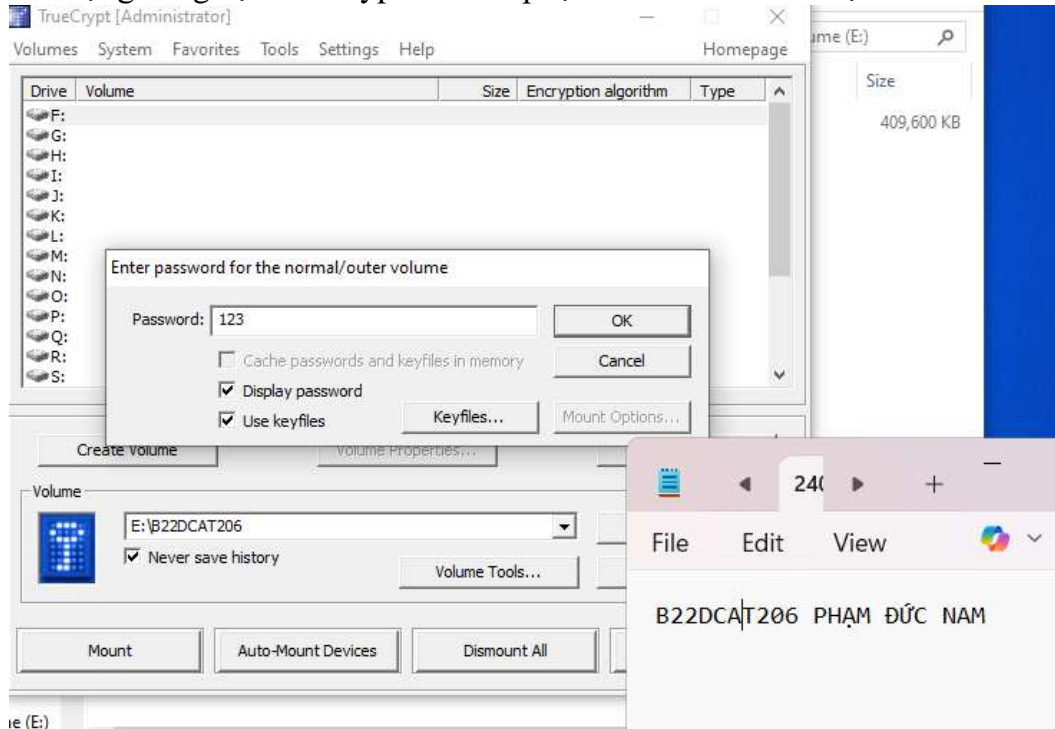 TrueCrypt [Administrator]
Volumes System Favorites Tools Settings Help Homepage
Drive Volume Size Encryption algorithm Type
F:
G:
H:
I:
J:
K:
L:
M:
N:
O:
P:
Q:
R:
S:
Enter password for the normal/outer volume
Password: 123 OK
Cache passwords and keyfiles in memory Cancel
Display password
Use keyfiles Keyfiles... Mount Options...
Create Volume Volume Properties...
Volume
E:\B22DCAT206
Never save history
Volume Tools...
Mount Auto-Mount Devices Dismount All
(E:)
Size
409,600 KB
240
File Edit View
B22DCAT206 PHẠM ĐỨC NAM
(E:)